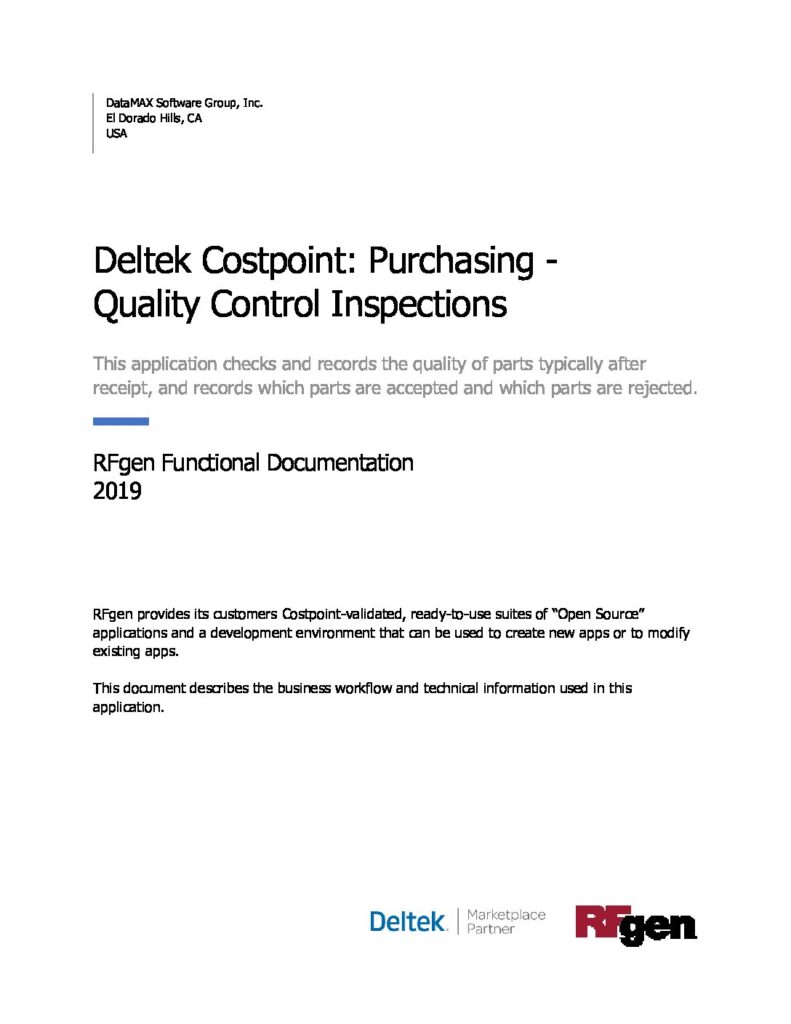 DataMAX Software Group, Inc.
El Dorado Hills, CA
USA
Deltek Costpoint: Purchasing -
Quality Control Inspections
This application checks and records the quality of parts typically after
receipt, and records which parts are accepted and which parts are rejected.
RFgen Functional Documentation
2019
RFgen provides its customers Costpoint-validated, ready-to-use suites of “Open Source”
applications and a development environment that can be used to create new apps or to modify
existing apps.
This document describes the business workflow and technical information used in this
application.
Deltek. Marketplace
Partner
RFgen